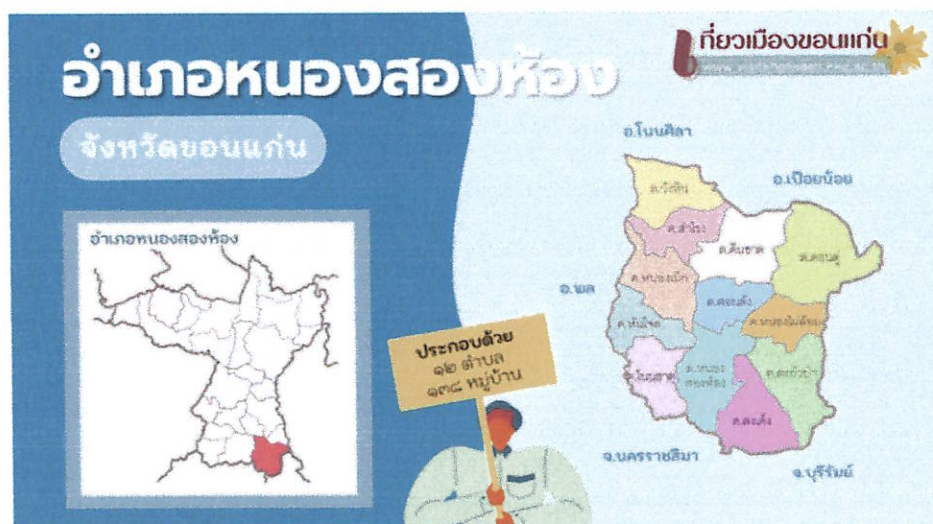 อำเภอหนองสองห้อง
จังหวัดขอนแก่น
เที่ยวเมืองขอนแก่น
อำเภอหนองสองห้อง
ประกอบด้วย
๑๒ ตำบล
๑๓๘ หมู่บ้าน
อ.โนนศิลา
อ.เปือยน้อย
อ.พล
ต.วังหิน
ต.สำโรง
ต.คึมชาด
ต.ดอนดู่
ต.หนองเม็ก
ต.ดอนดั่ง
ต.หนองไผ่ล้อม
ต.หันโจด
ต.โนนธาตุ
ต.หนอง
สองห้อง
ต.ตะกั่วป่า
ต.ดงเค็ง
จ.นครราชสีมา
จ.บุรีรัมย์